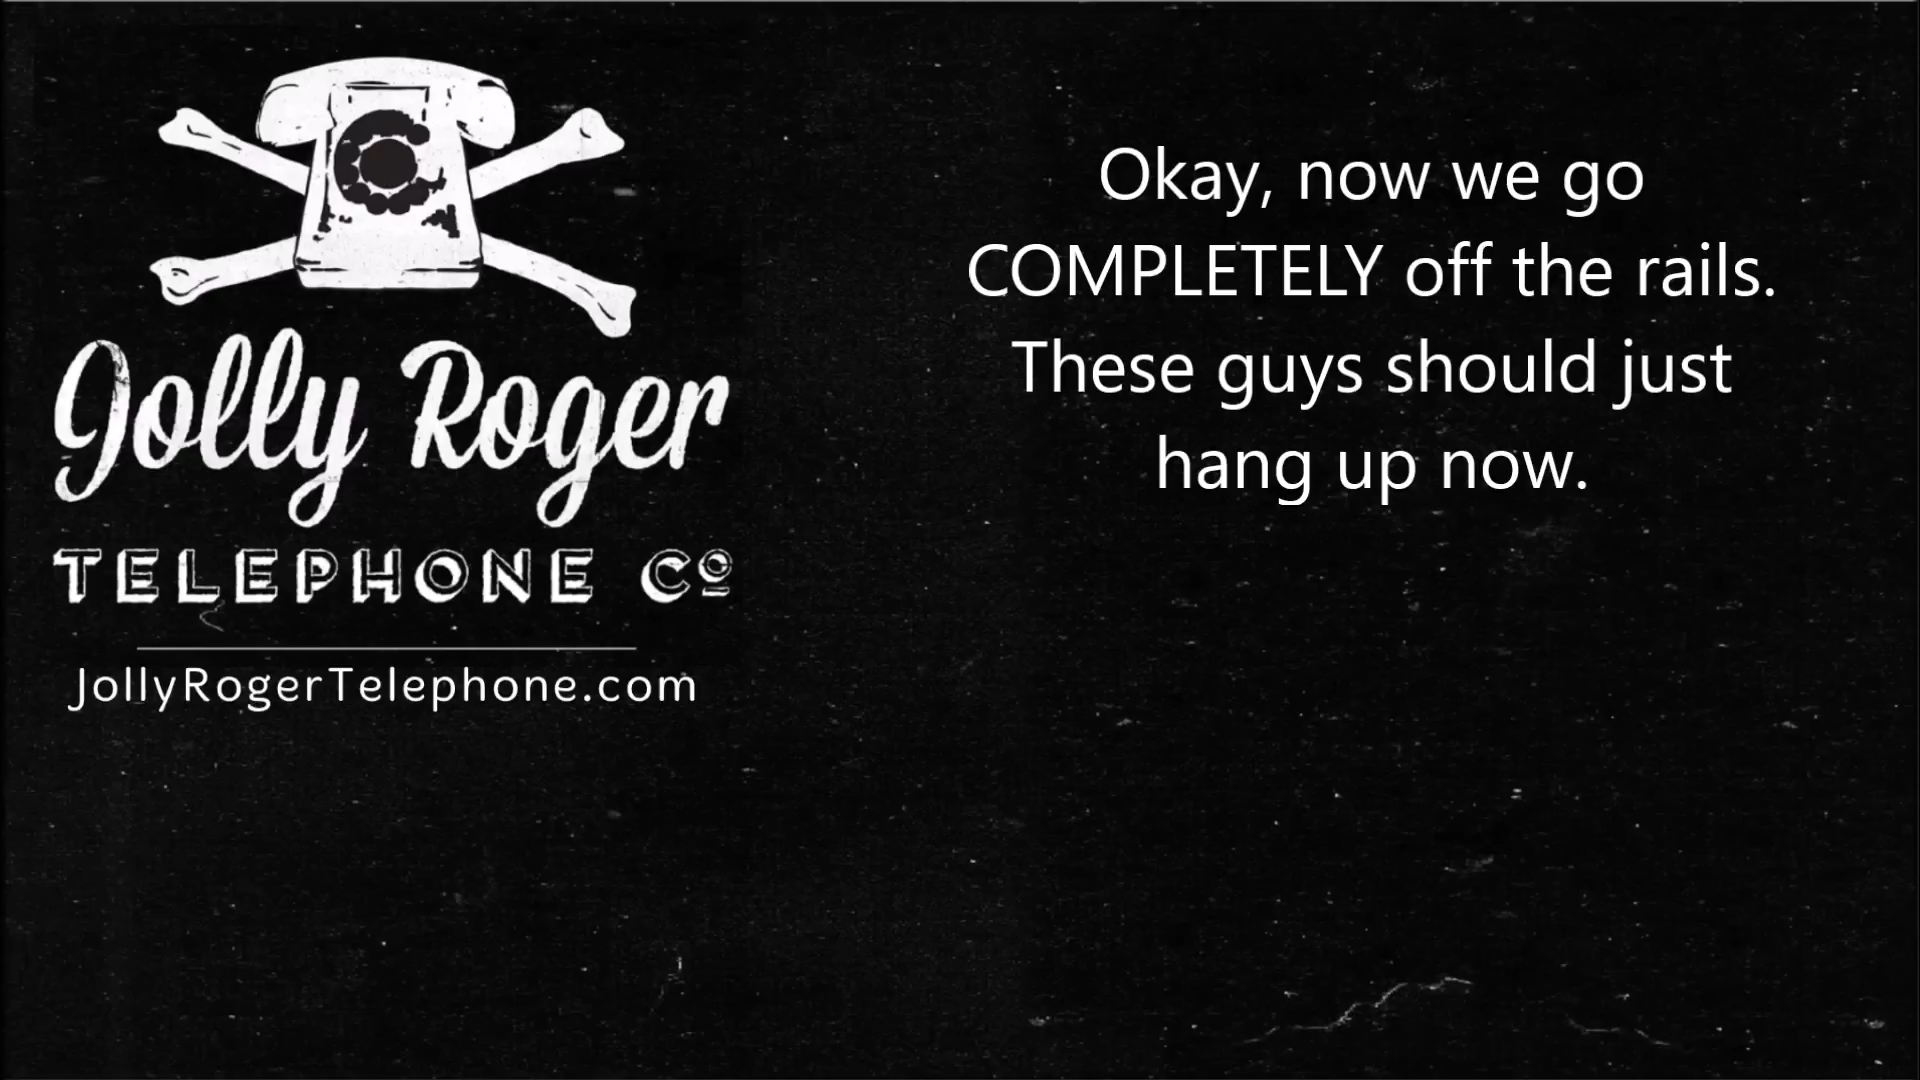 Jolly Roger
TELEPHONE Cº
JollyRogerTelephone.com
Okay, now we go
COMPLETELY off the rails.
These guys should just
hang up now.